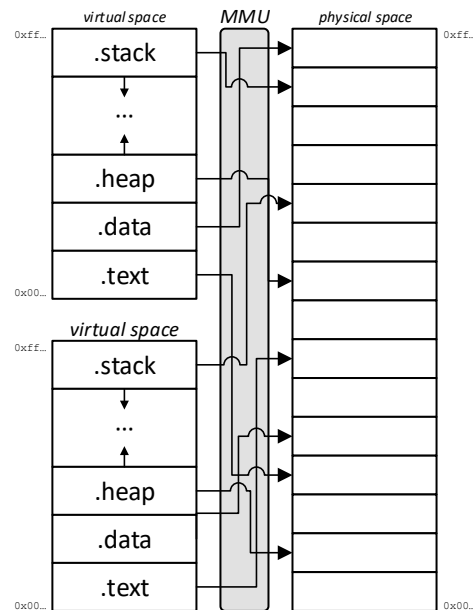 virtual space
MMU
physical space
0xff…
0xff…
.stack
...
.heap
.data
.text
0x00…
virtual space
0xff…
.stack
...
.heap
.data
.text
0x00…
0x00…